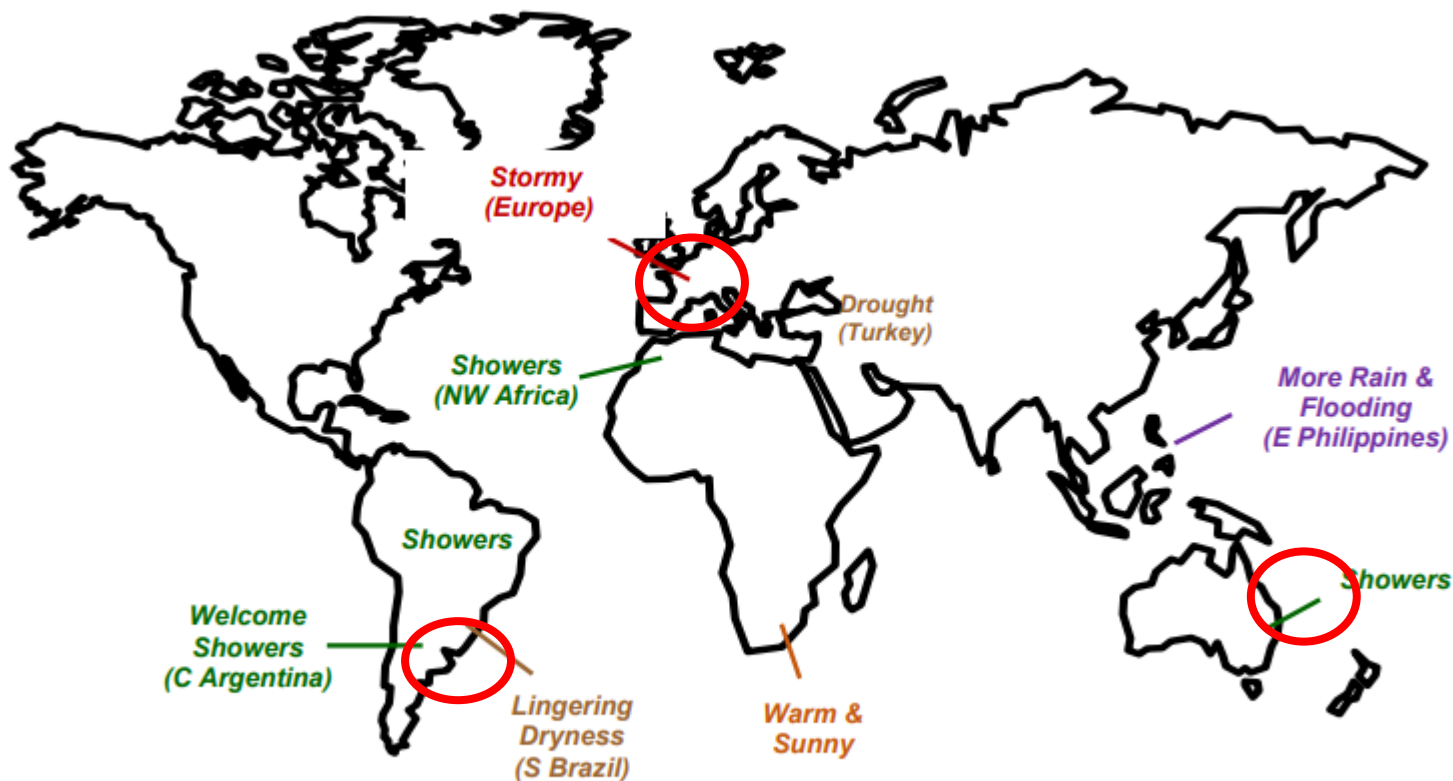 Stormy
(Europe)
Drought
(Turkey)
Showers
(NW Africa)
More Rain &
Flooding
(E Philippines)
Showers
Showers
Welcome
Showers
(C Argentina)
Lingering
Dryness
(S Brazil)
Warm &
Sunny